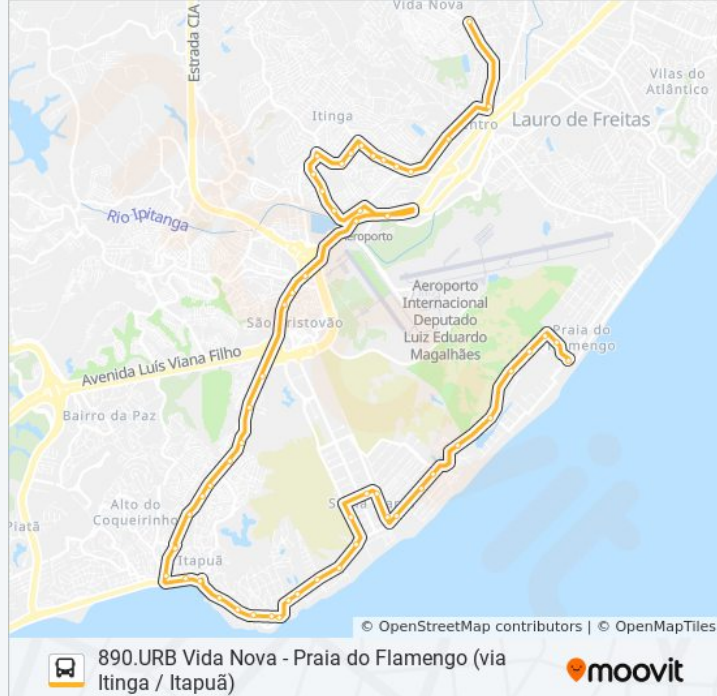 Vida Nova
Estrada CIA
Vilas do
Atlântico
Itinga
Lauro de Freitas
Rio Ipitanga
Aeroporto
Internacional
Deputado
Luiz Eduardo
Magalhães
Praia do
Avenida Luís Viana Filho
Bairro da Paz
Alto do
Coqueirinho
Itapuã
© OpenStreetMap contributors | © OpenMapTiles
890.URB Vida Nova - Praia do Flamengo (via
Itinga / Itapuã)
moovit